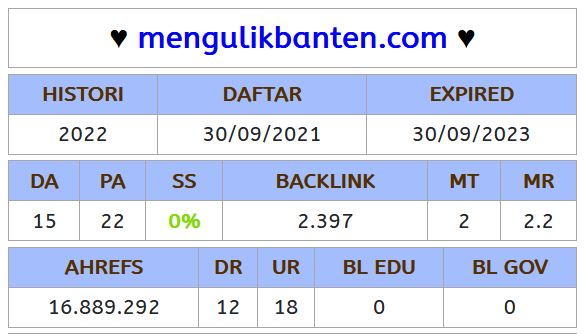 ♥ mengulikbanten.com ♥
HISTORI DAFTAR EXPIRED
2022 30/09/2021 30/09/2023
DA PA SS BACKLINK MT MR
15 22 0% 2.397 2 2.2
AHREFS DR UR BL EDU BL GOV
16.889.292 12 18 0 0